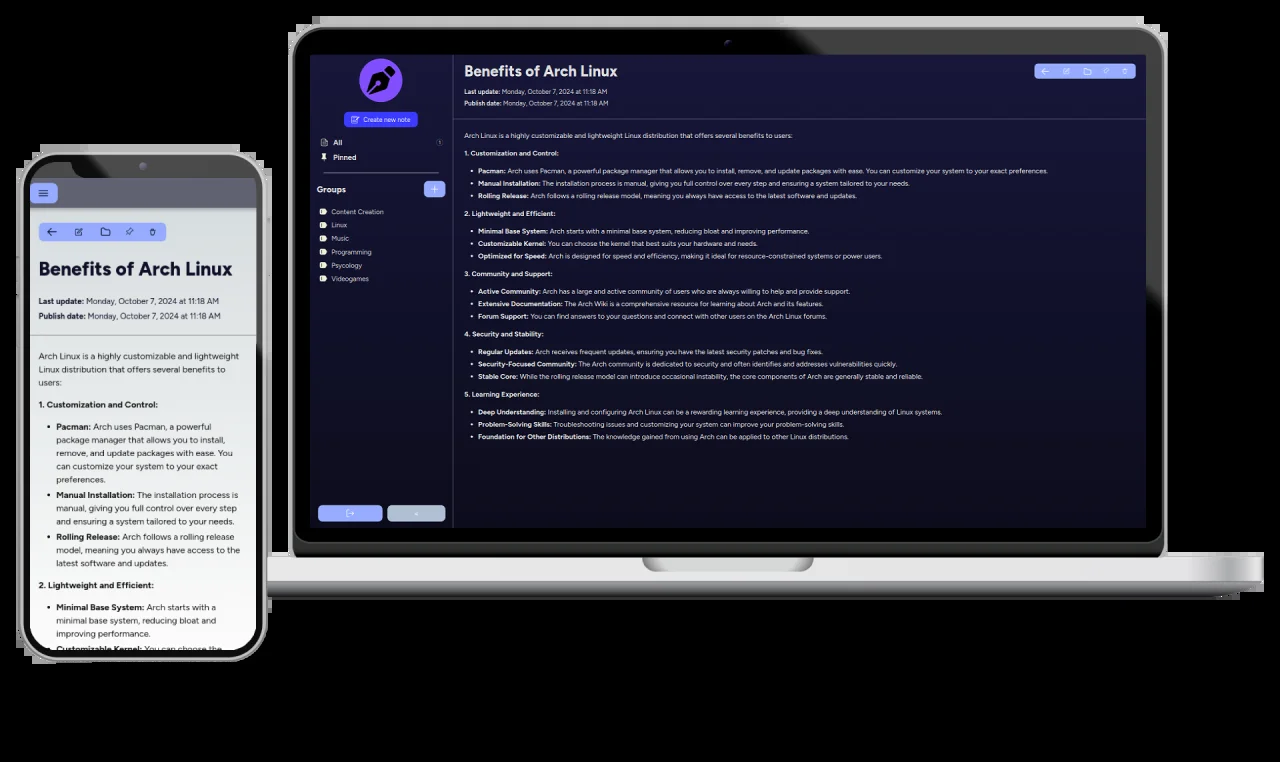 Benefits of Arch Linux
Last update: Monday, October 7, 2024 at 11:18 AM
Publish date: Monday, October 7, 2024 at 11:18 AM
Arch Linux is a highly customizable and lightweight
Linux distribution that offers several benefits to
users:
1. Customization and Control:
• Pacman: Arch uses Pacman, a powerful
package manager that allows you to install,
remove, and update packages with ease. You
can customize your system to your exact
preferences.
• Manual Installation: The installation process is
manual, giving you full control over every step
and ensuring a system tailored to your needs.
• Rolling Release: Arch follows a rolling release
model, meaning you always have access to the
latest software and updates.
2. Lightweight and Efficient:
• Minimal Base System: Arch starts with a
minimal base system, reducing bloat and
improving performance.
• Customizable Kernel: You can choose the
Create new note
All 1
Pinned
Groups
+
Content Creation
Linux
Music
Programming
Psycology
Videogames
Benefits of Arch Linux
Last update: Monday, October 7, 2024 at 11:18 AM
Publish date: Monday, October 7, 2024 at 11:18 AM
Arch Linux is a highly customizable and lightweight Linux distribution that offers several benefits to users:
1. Customization and Control:
• Pacman: Arch uses Pacman, a powerful package manager that allows you to install, remove, and update packages with ease. You can customize your system to your exact preferences.
• Manual Installation: The installation process is manual, giving you full control over every step and ensuring a system tailored to your needs.
• Rolling Release: Arch follows a rolling release model, meaning you always have access to the latest software and updates.
2. Lightweight and Efficient:
• Minimal Base System: Arch starts with a minimal base system, reducing bloat and improving performance.
• Customizable Kernel: You can choose the kernel that best suits your hardware and needs.
• Optimized for Speed: Arch is designed for speed and efficiency, making it ideal for resource-constrained systems or power users.
3. Community and Support:
• Active Community: Arch has a large and active community of users who are always willing to help and provide support.
• Extensive Documentation: The Arch Wiki is a comprehensive resource for learning about Arch and its features.
• Forum Support: You can find answers to your questions and connect with other users on the Arch Linux forums.
4. Security and Stability:
• Regular Updates: Arch receives frequent updates, ensuring you have the latest security patches and bug fixes.
• Security-Focused Community: The Arch community is dedicated to security and often identifies and addresses vulnerabilities quickly.
• Stable Core: While the rolling release model can introduce occasional instability, the core components of Arch are generally stable and reliable.
5. Learning Experience:
• Deep Understanding: Installing and configuring Arch Linux can be a rewarding learning experience, providing a deep understanding of Linux systems.
• Problem-Solving Skills: Troubleshooting issues and customizing your system can improve your problem-solving skills.
• Foundation for Other Distributions: The knowledge gained from using Arch can be applied to other Linux distributions.